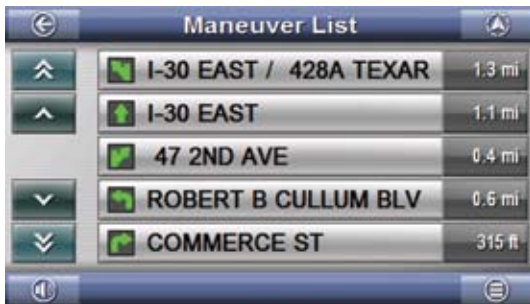 Maneuver List
I-30 EAST / 428A TEXAR 1.3 mi
I-30 EAST 1.1 mi
47 2ND AVE 0.4 mi
ROBERT B CULLUM BLV 0.6 mi
COMMERCE ST 315 ft